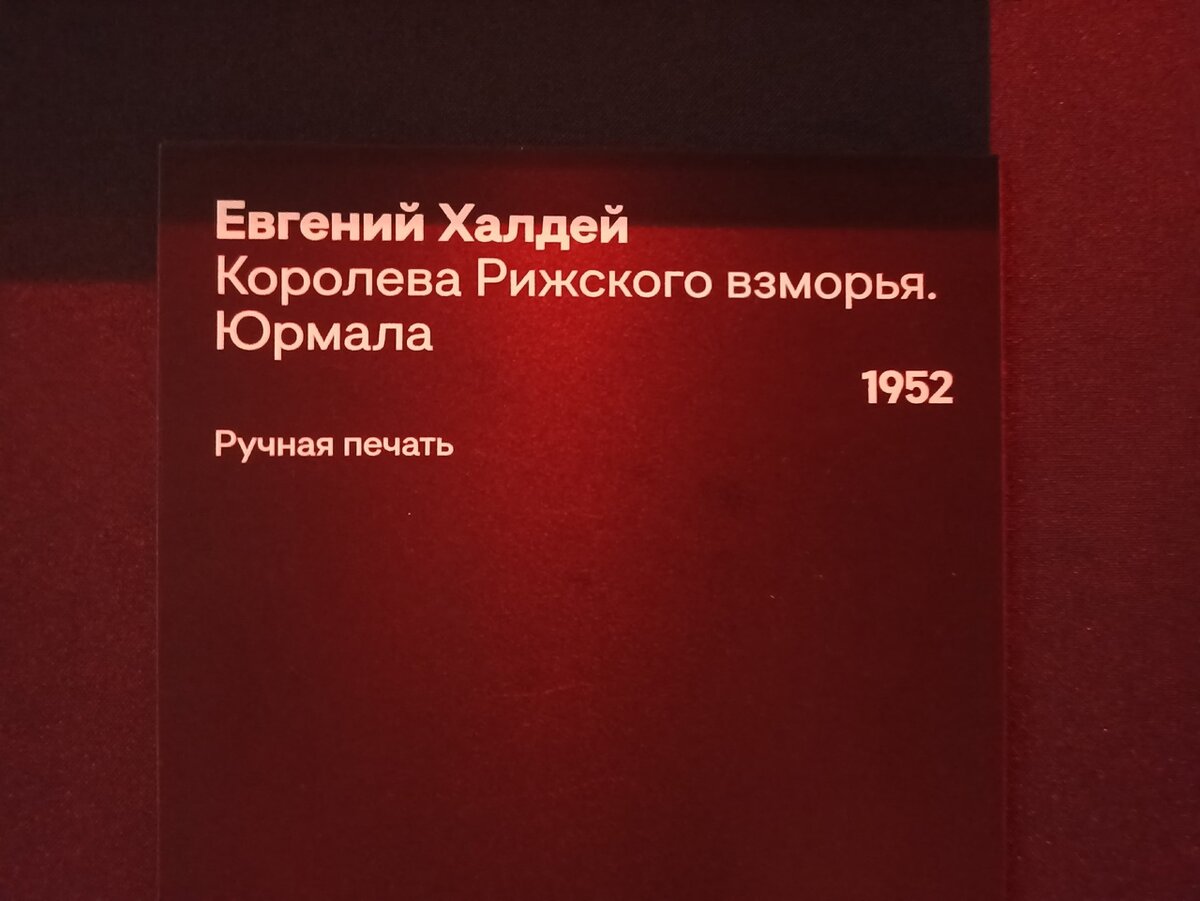 Евгений Халдей
Королева Рижского взморья.
Юрмала
1952
Ручная печать